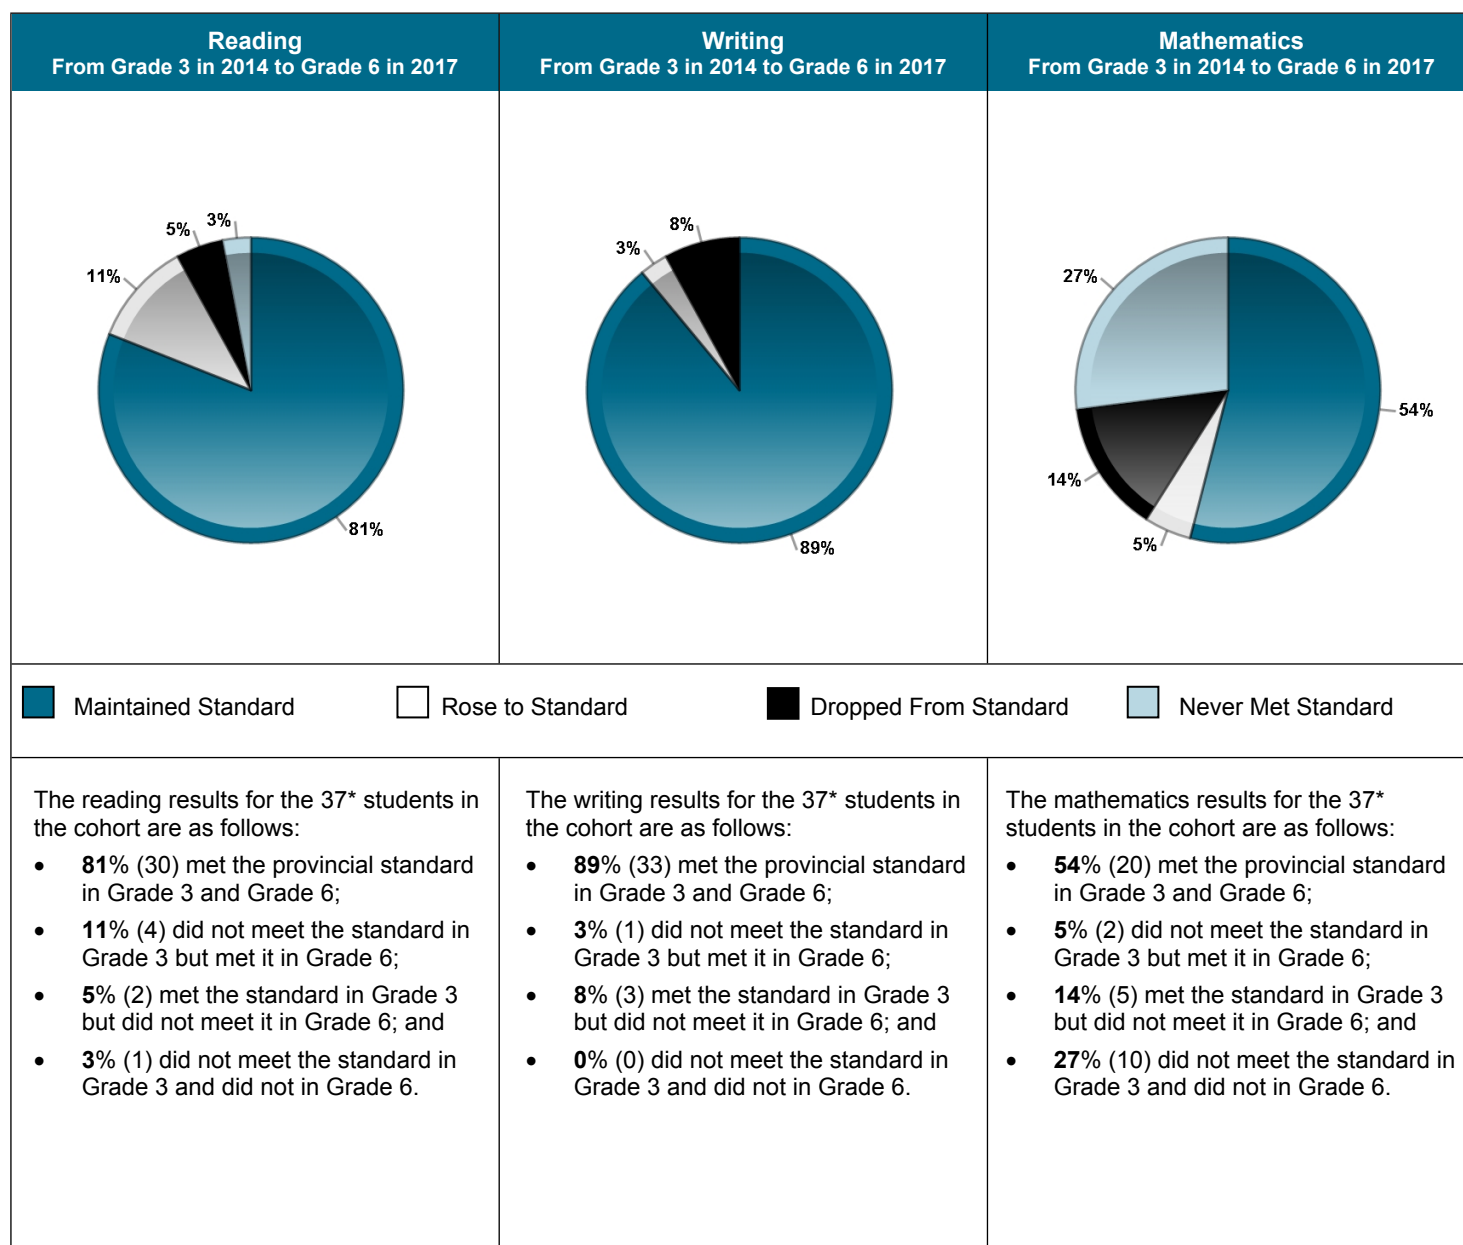 Reading
From Grade 3 in 2014 to Grade 6 in 2017
Writing
From Grade 3 in 2014 to Grade 6 in 2017
Mathematics
From Grade 3 in 2014 to Grade 6 in 2017
3%
5%
11%
81%
8%
3%
89%
27%
54%
14%
5%
Maintained Standard
Rose to Standard
Dropped From Standard
Never Met Standard
The reading results for the 37* students in
the cohort are as follows:
• 81% (30) met the provincial standard
in Grade 3 and Grade 6;
• 11% (4) did not meet the standard in
Grade 3 but met it in Grade 6;
• 5% (2) met the standard in Grade 3
but did not meet it in Grade 6; and
• 3% (1) did not meet the standard in
Grade 3 and did not in Grade 6.
The writing results for the 37* students in
the cohort are as follows:
• 89% (33) met the provincial standard
in Grade 3 and Grade 6;
• 3% (1) did not meet the standard in
Grade 3 but met it in Grade 6;
• 8% (3) met the standard in Grade 3
but did not meet it in Grade 6; and
• 0% (0) did not meet the standard in
Grade 3 and did not in Grade 6.
The mathematics results for the 37*
students in the cohort are as follows:
• 54% (20) met the provincial standard
in Grade 3 and Grade 6;
• 5% (2) did not meet the standard in
Grade 3 but met it in Grade 6;
• 14% (5) met the standard in Grade 3
but did not meet it in Grade 6; and
• 27% (10) did not meet the standard in
Grade 3 and did not in Grade 6.